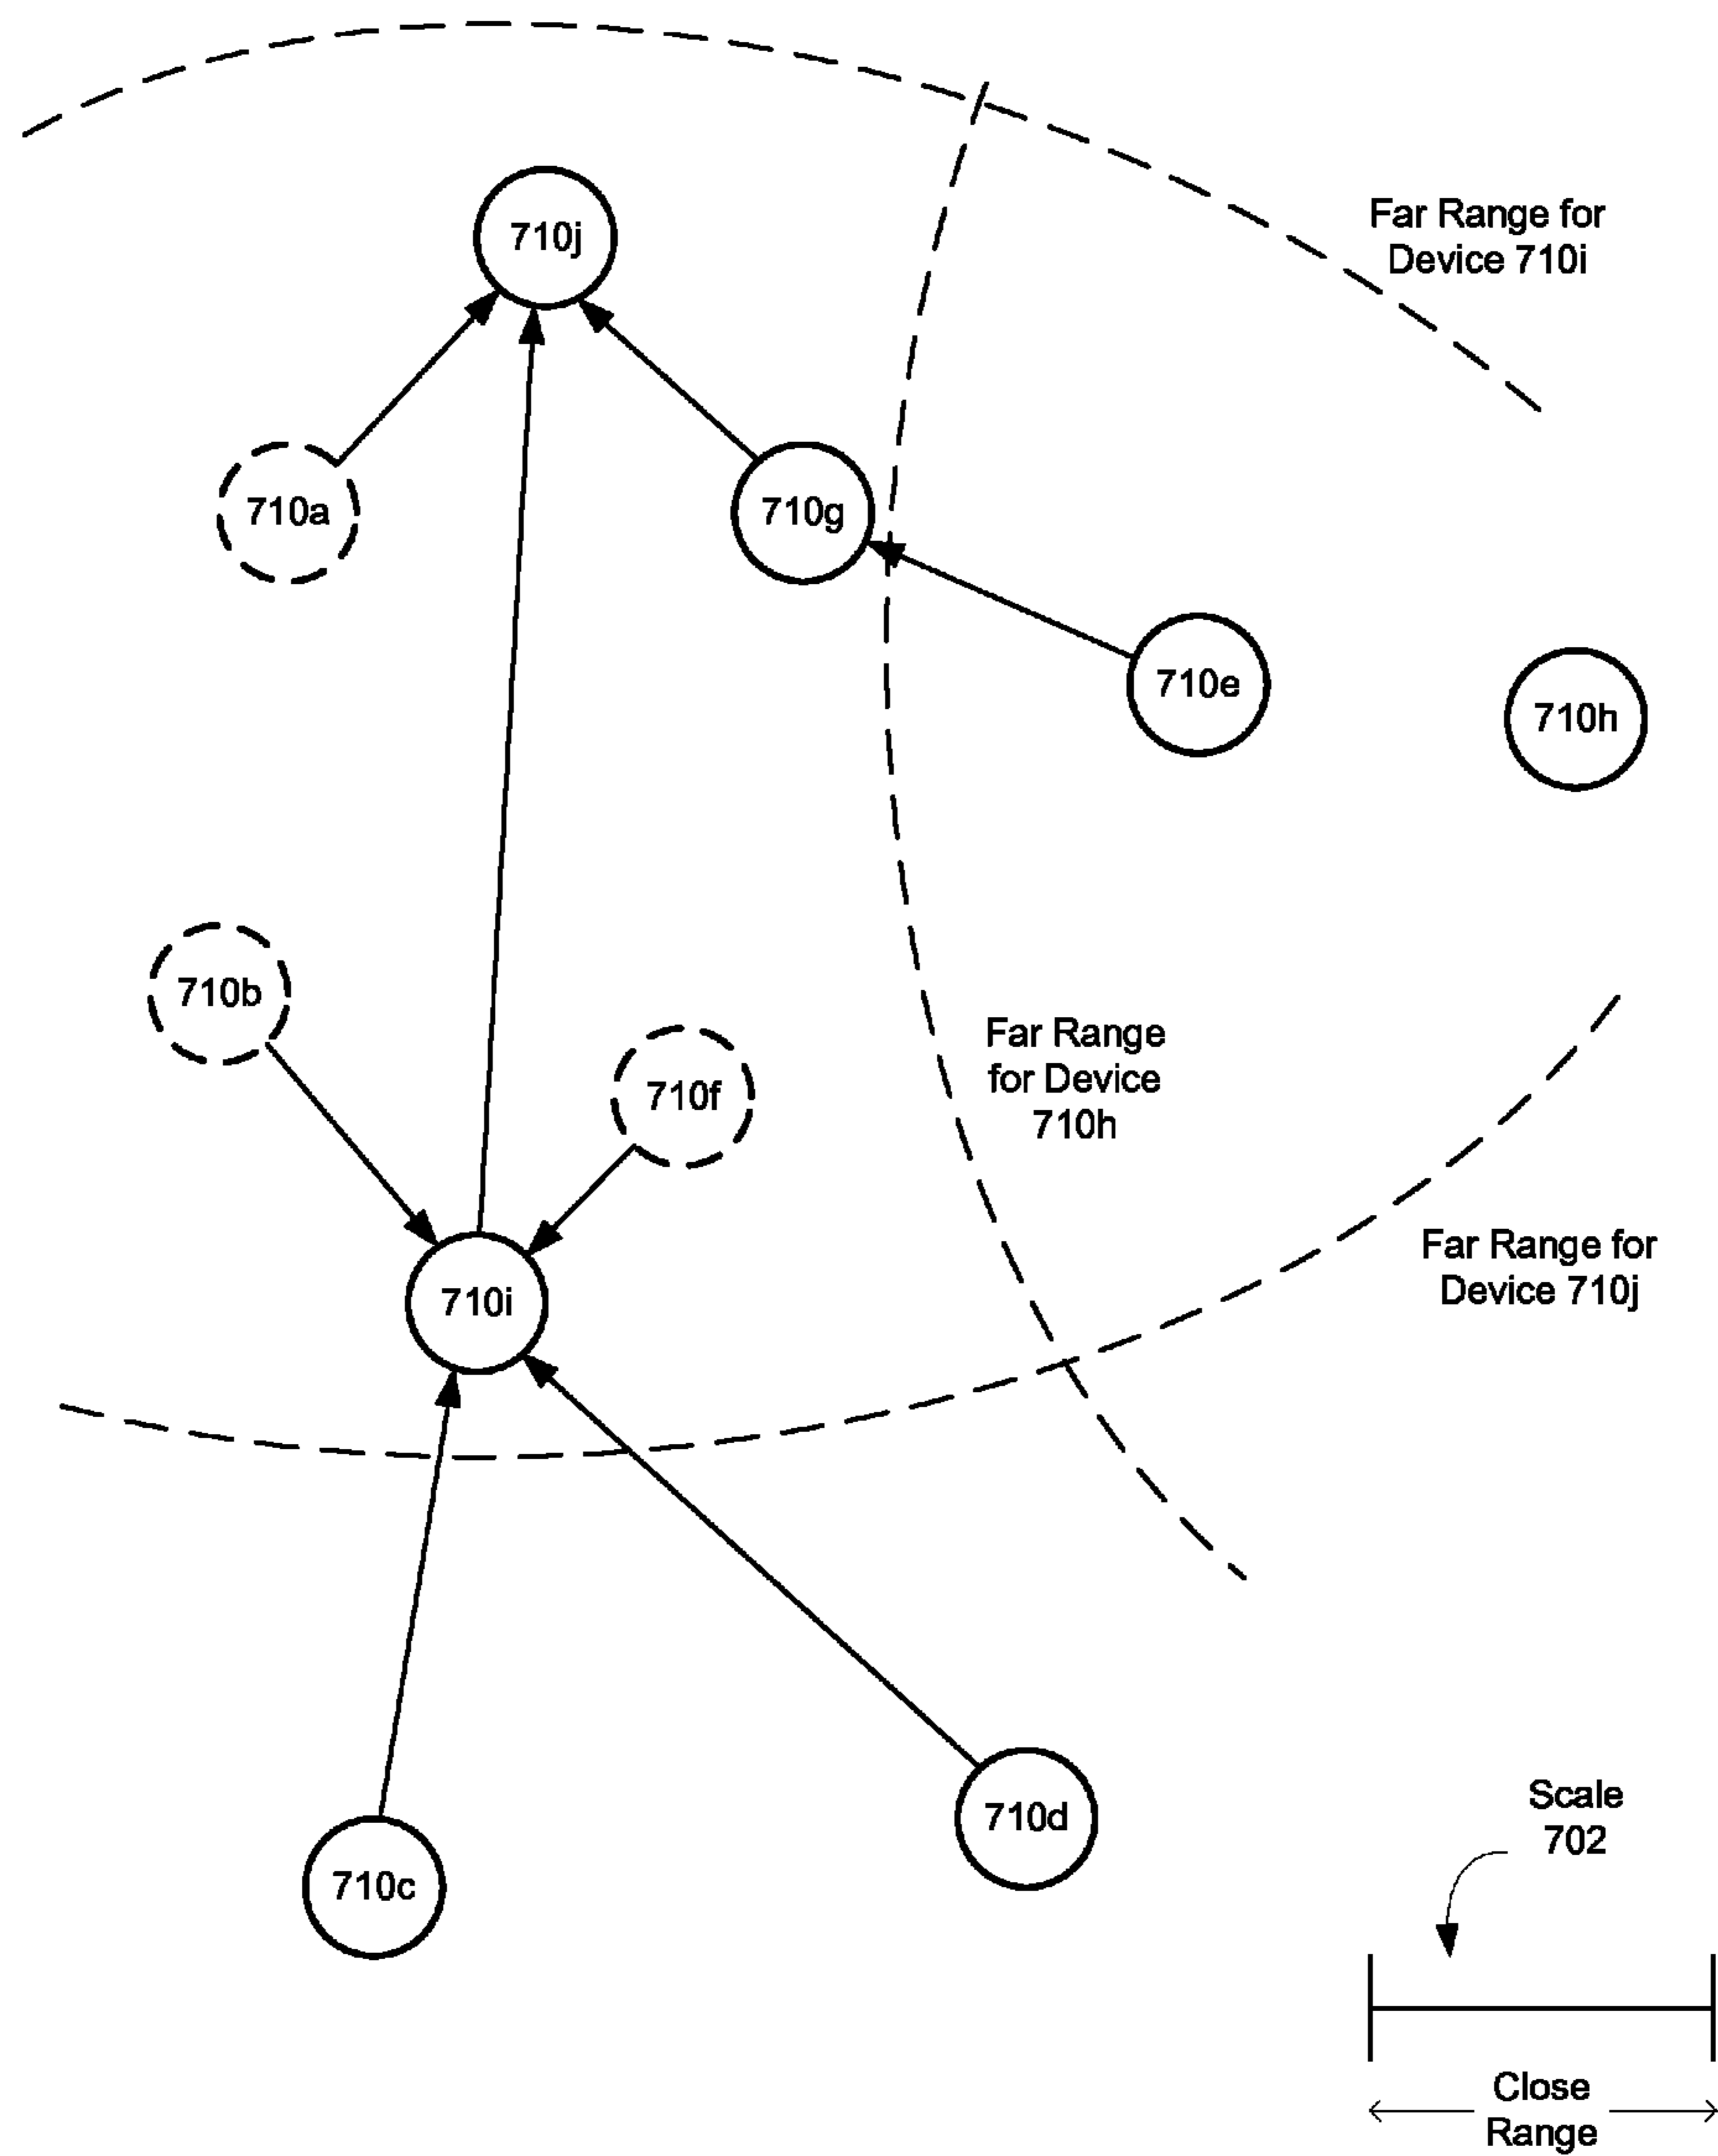 Far Range for
Device 710i
710j
710a
710g
710e
710h
710b
710f
Far Range
for Device
710h
Far Range for
Device 710j
710i
710d
710c
Scale
702
Close
Range